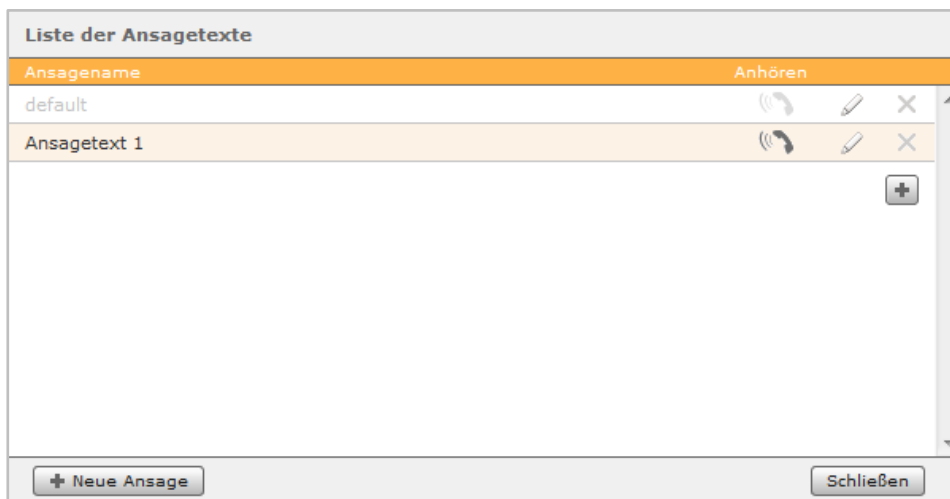 Liste der Ansagetexte
Ansagename Anhören
default
Ansagetext 1
Neue Ansage Schließen